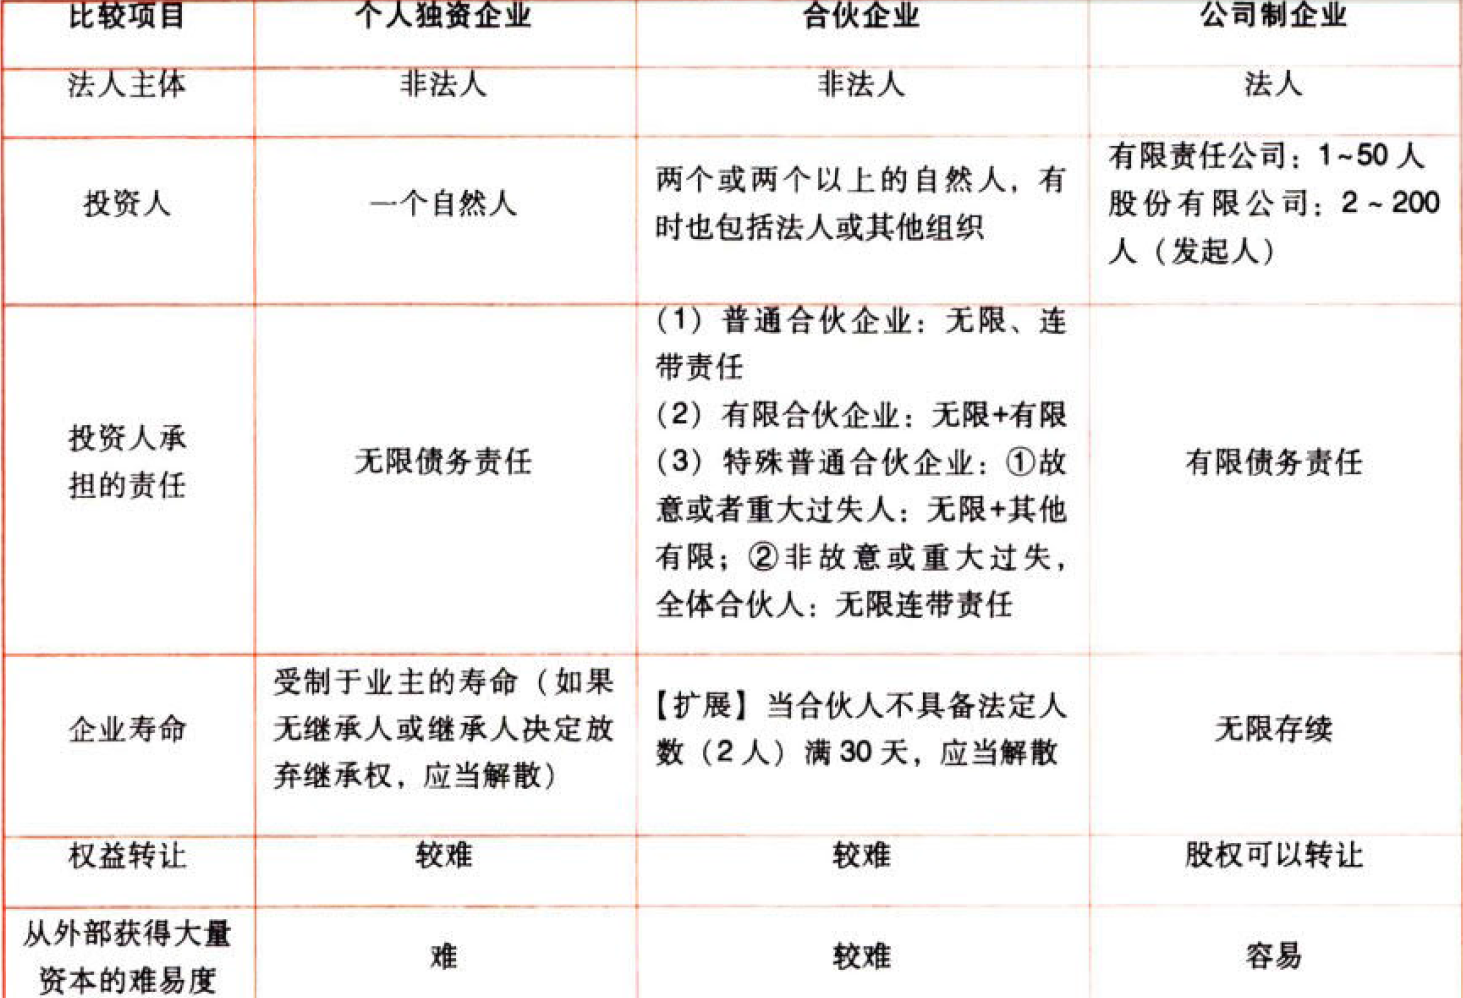 比较项目 个人独资企业 合伙企业 公司制企业
法人主体 非法人 非法人 法人
投资人
一个自然人
两个或两个以上的自然人，有
时也包括法人或其他组织
有限责任公司：1~50 人
股份有限公司：2 ~ 200
人（发起人）
投资人承
担的责任
无限债务责任
（1）普通合伙企业：无限、连
带责任
（2）有限合伙企业：无限+有限
（3）特殊普通合伙企业：①故
意或者重大过失人：无限+其他
有限；②非故意或重大过失，
全体合伙人：无限连带责任
有限债务责任
企业寿命
受制于业主的寿命（如果
无继承人或继承人决定放
弃继承权，应当解散）
【扩展】当合伙人不具备法定人
数（2 人）满 30 天，应当解散
无限存续
权益转让 较难 较难 股权可以转让
从外部获得大量
资本的难易度
难
较难
容易